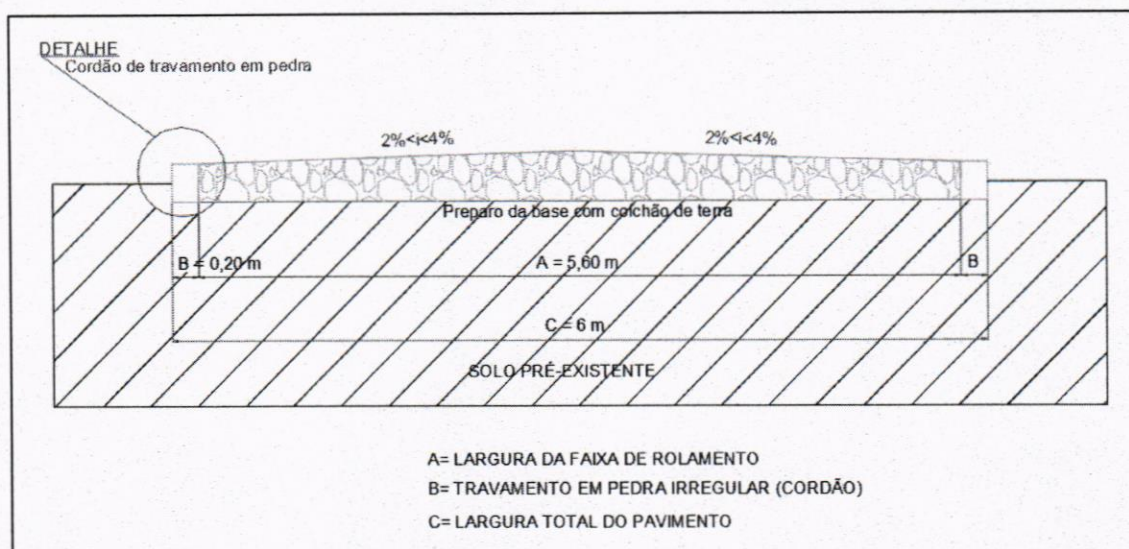 DETALHE
Cordão de travamento em pedra
2%<i<4% 2%<i<4%
Preparo da base com colchão de terra
B = 0,20 m A = 5,60 m B
C = 6 m
SOLO PRÉ-EXISTENTE
A= LARGURA DA FAIXA DE ROLAMENTO
B= TRAVAMENTO EM PEDRA IRREGULAR (CORDÃO)
C= LARGURA TOTAL DO PAVIMENTO